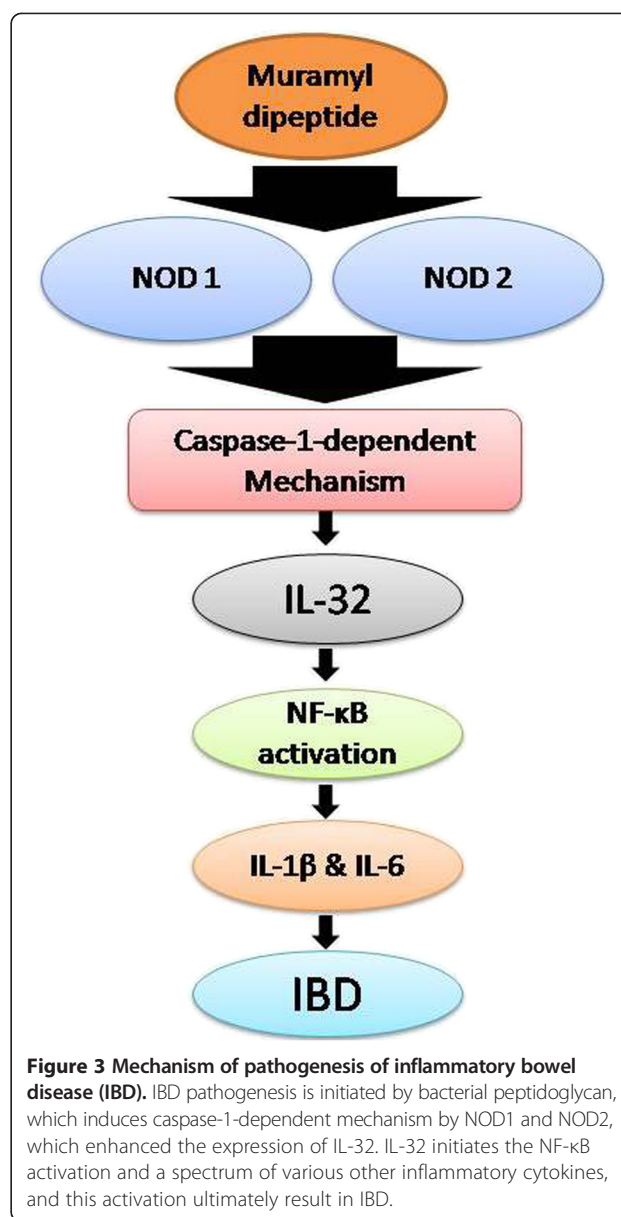 Muramyl
dipeptide
NOD 1
NOD 2
Caspase-1-dependent
Mechanism
IL-32
NF-κB
activation
IL-1β & IL-6
IBD
Figure 3 Mechanism of pathogenesis of inflammatory bowel
disease (IBD). IBD pathogenesis is initiated by bacterial peptidoglycan,
which induces caspase-1-dependent mechanism by NOD1 and NOD2,
which enhanced the expression of IL-32. IL-32 initiates the NF-κB
activation and a spectrum of various other inflammatory cytokines,
and this activation ultimately result in IBD.